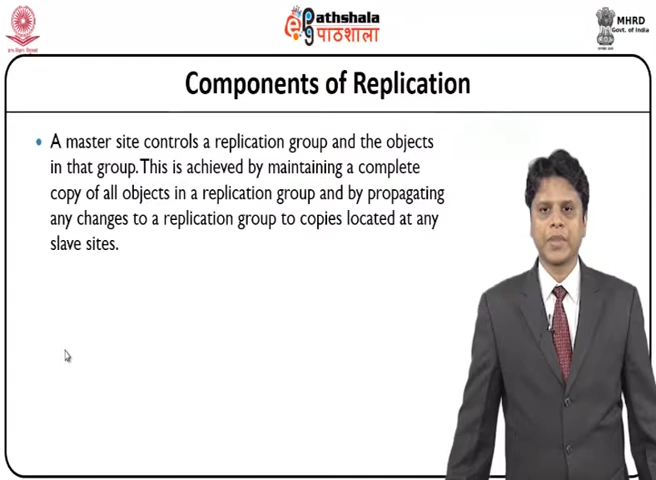 ePathshala
पाठशाला
MHRD
Govt. of India
Components of Replication
A master site controls a replication group and the objects
in that group. This is achieved by maintaining a complete
copy of all objects in a replication group and by propagating
any changes to a replication group to copies located at any
slave sites.